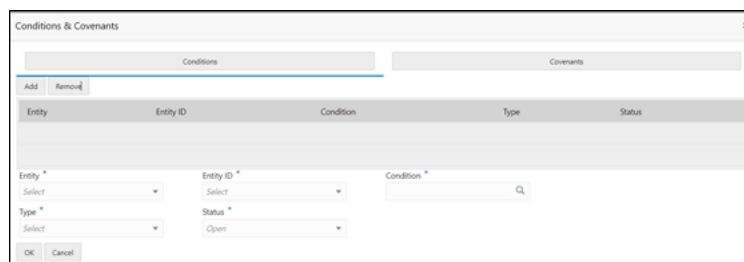 Conditions & Covenants
Conditions Covenants
Add Remove
Entity Entity ID Condition Type Status
Entity * Entity ID * Condition *
Select Select
Type * Status *
Select Open
OK Cancel